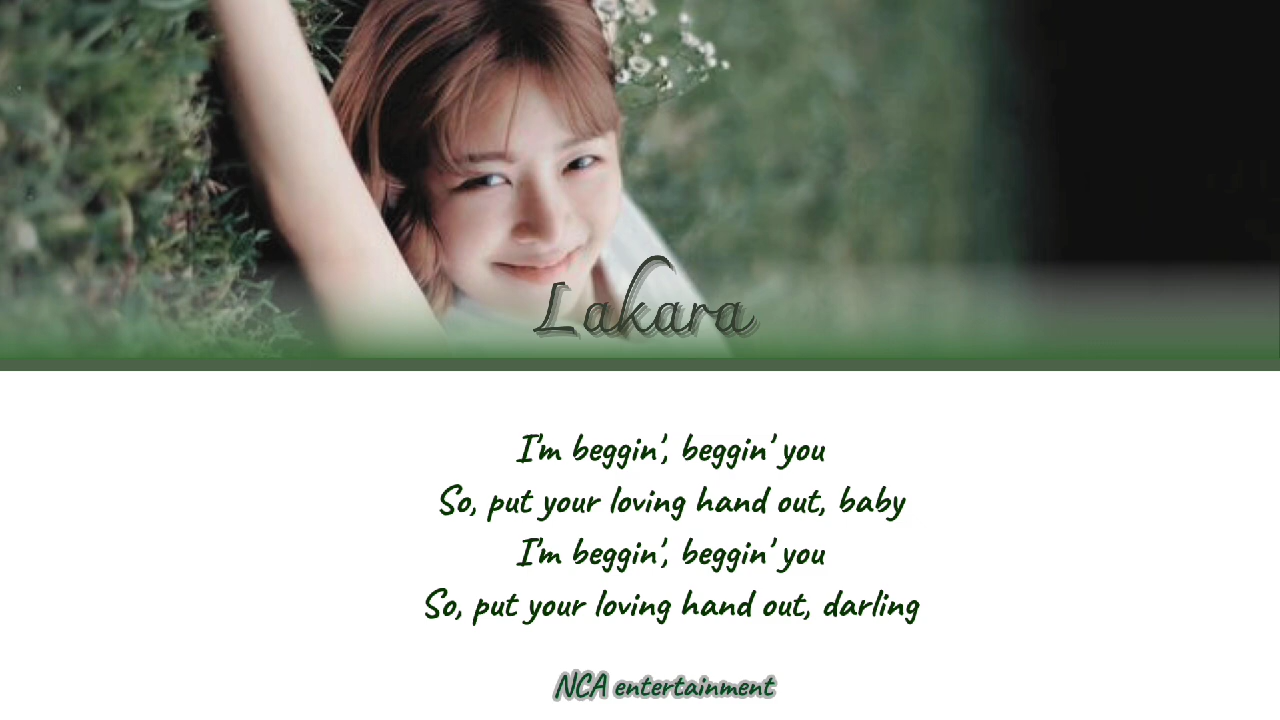 Lakara
I'm beggin', beggin' you
So, put your loving hand out, baby
I'm beggin', beggin' you
So, put your loving hand out, darling
NCA entertainment